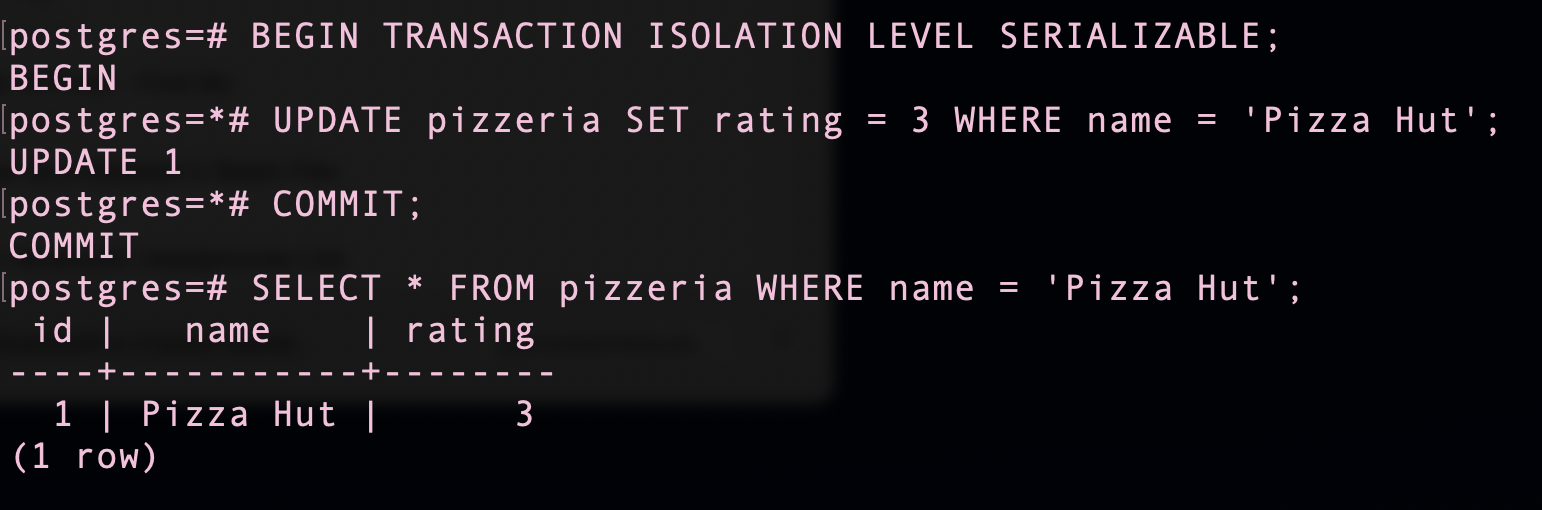 [postgres=# BEGIN TRANSACTION ISOLATION LEVEL SERIALIZABLE;
BEGIN
[postgres=*# UPDATE pizzeria SET rating = 3 WHERE name = 'Pizza Hut';
UPDATE 1
[postgres=*# COMMIT;
COMMIT
[postgres=# SELECT * FROM pizzeria WHERE name = 'Pizza Hut';
 id |   name    | rating
----+-----------+--------
  1 | Pizza Hut |      3
(1 row)